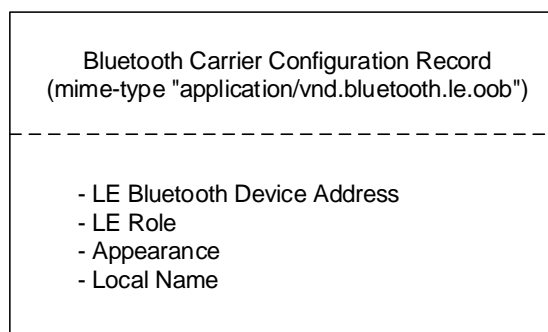 Bluetooth Carrier Configuration Record
(mime-type "application/vnd.bluetooth.le.oob")
- LE Bluetooth Device Address
- LE Role
- Appearance
- Local Name